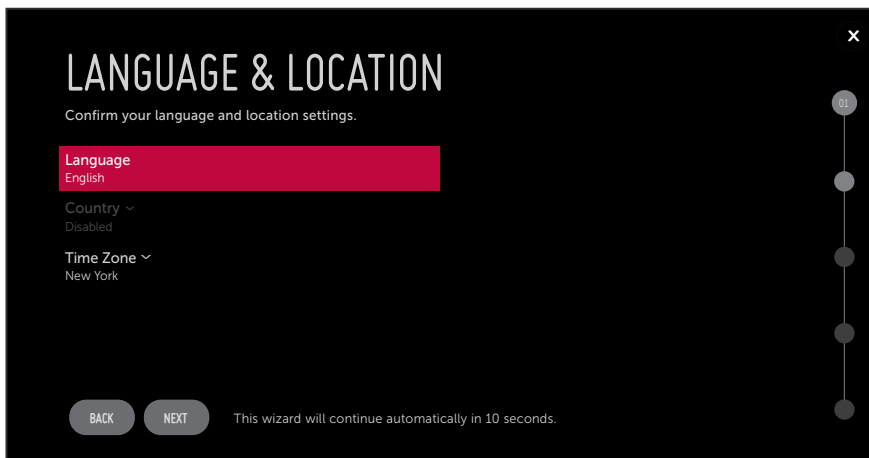 X
LANGUAGE & LOCATION
Confirm your language and location settings.
01
Language
English
Country
Disabled
Time Zone
New York
BACK
NEXT
This wizard will continue automatically in 10 seconds.